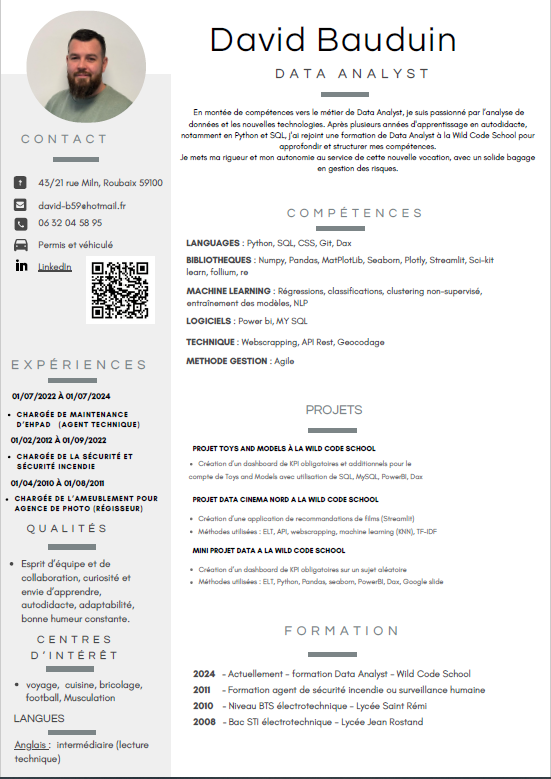 David Bauduin
DATA ANALYST
En montée de compétences vers le métier de Data Analyst, je suis passionné par l'analyse de
données et les nouvelles technologies. Après plusieurs années d'apprentissage en autodidacte,
notamment en Python et SQL, j'ai rejoint une formation de Data Analyst à la Wild Code School pour
approfondir et structurer mes compétences.
Je mets ma rigueur et mon autonomie au service de cette nouvelle vocation, avec un solide bagage
en gestion des risques.
CONTACT
43/21 rue Miln, Roubaix 59100
david-b59@hotmail.fr
06 32 04 58 95
Permis et véhiculé
in LinkedIn
EXPÉRIENCES
01/07/2022 À 01/07/2024
• CHARGÉE DE MAINTENANCE
D'EHPAD (AGENT TECHNIQUE)
01/02/2012 À 01/09/2022
• CHARGÉE DE LA SÉCURITÉ ET
SÉCURITÉ INCENDIE
01/04/2010 À 01/08/2011
• CHARGÉE DE L'AMEUBLEMENT POUR
AGENCE DE PHOTO (RÉGISSEUR)
QUALITÉS
• Esprit d'équipe et de
collaboration, curiosité et
envie d'apprendre,
autodidacte, adaptabilité,
bonne humeur constante.
CENTRES
D'INTÉRÊT
• voyage, cuisine, bricolage,
football, Musculation
LANGUES
Anglais : intermédiaire (lecture
technique)
COMPÉTENCES
LANGUAGES : Python, SQL, CSS, Git, Dax
BIBLIOTHEQUES : Numpy, Pandas, MatPlotLib, Seaborn, Plotly, Streamlit, Sci-kit
learn, follium, re
MACHINE LEARNING : Régressions, classifications, clustering non-supervisé,
entraînement des modèles, NLP
LOGICIELS : Power bi, MY SQL
TECHNIQUE : Webscrapping, API Rest, Geocodage
METHODE GESTION : Agile
PROJETS
PROJET TOYS AND MODELS À LA WILD CODE SCHOOL
• Création d'un dashboard de KPI obligatoires et additionnels pour le
compte de Toys and Models avec utilisation de SQL, MySQL, PowerBI, Dax
PROJET DATA CINEMA NORD A LA WILD CODE SCHOOL
• Création d'une application de recommandations de films (Streamlit)
• Méthodes utilisées : ELT, API, webscrapping, machine learning (KNN), TF-IDF
MINI PROJET DATA A LA WILD CODE SCHOOL
• Création d'un dashboard de KPI obligatoires sur un sujet aléatoire
• Méthodes utilisées : ELT, Python, Pandas, seaborn, PowerBI, Dax, Google slide
FORMATION
2024 - Actuellement - formation Data Analyst - Wild Code School
2011 - Formation agent de sécurité incendie ou surveillance humaine
2010 - Niveau BTS électrotechnique - Lycée Saint Rémi
2008 - Bac STI électrotechnique - Lycée Jean Rostand